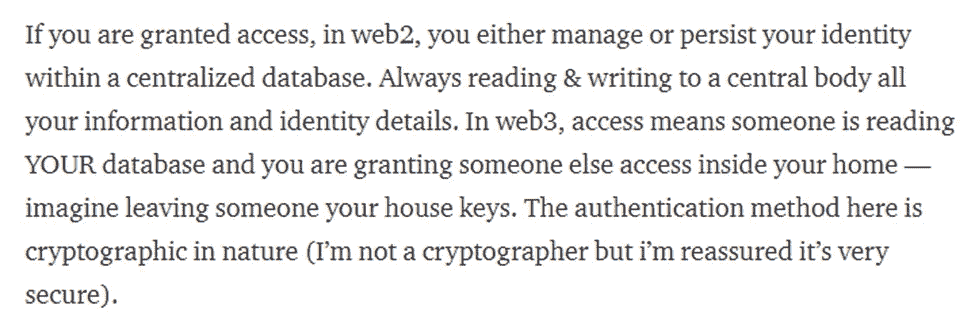 If you are granted access, in web2, you either manage or persist your identity
within a centralized database. Always reading & writing to a central body all
your information and identity details. In web3, access means someone is reading
YOUR database and you are granting someone else access inside your home —
imagine leaving someone your house keys. The authentication method here is
cryptographic in nature (I’m not a cryptographer but i’m reassured it’s very
secure).